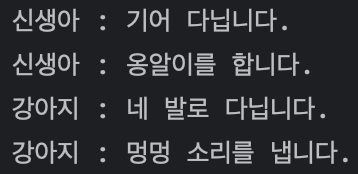 신생아 : 기어 다닙니다.
신생아 : 옹알이를 합니다.
강아지 : 네 발로 다닙니다.
강아지 : 멍멍 소리를 냅니다.